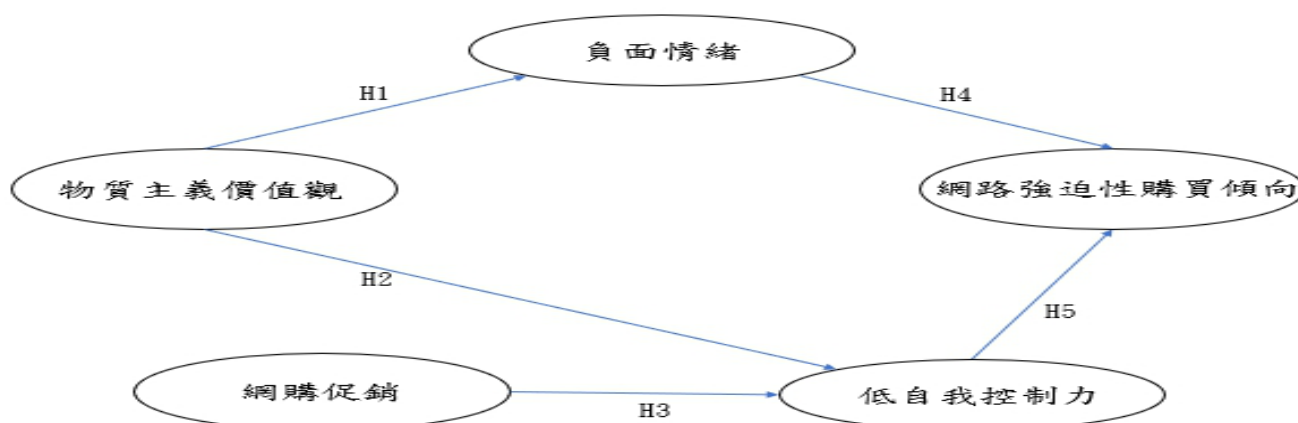 負面情緒
H1
H4
物質主義價值觀
網路強迫性購買傾向
H2
H5
網購促銷
H3
低自我控制力